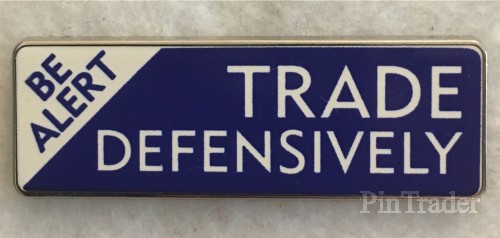 BE
ALERT
TRADE
DEFENSIVELY
PinTrader